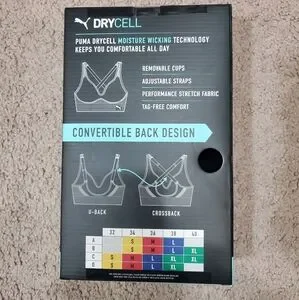 DRYCELL
PUMA DRYCELL MOISTURE WICKING TECHNOLOGY
KEEPS YOU COMFORTABLE ALL DAY
REMOVABLE CUPS
ADJUSTABLE STRAPS
PERFORMANCE STRETCH FABRIC
TAG-FREE COMFORT
CONVERTIBLE BACK DESIGN
U-BACK
CROSSBACK
32 34 36 38 40
A S M L
B S M L
C S M L XL
D S M L XL XL